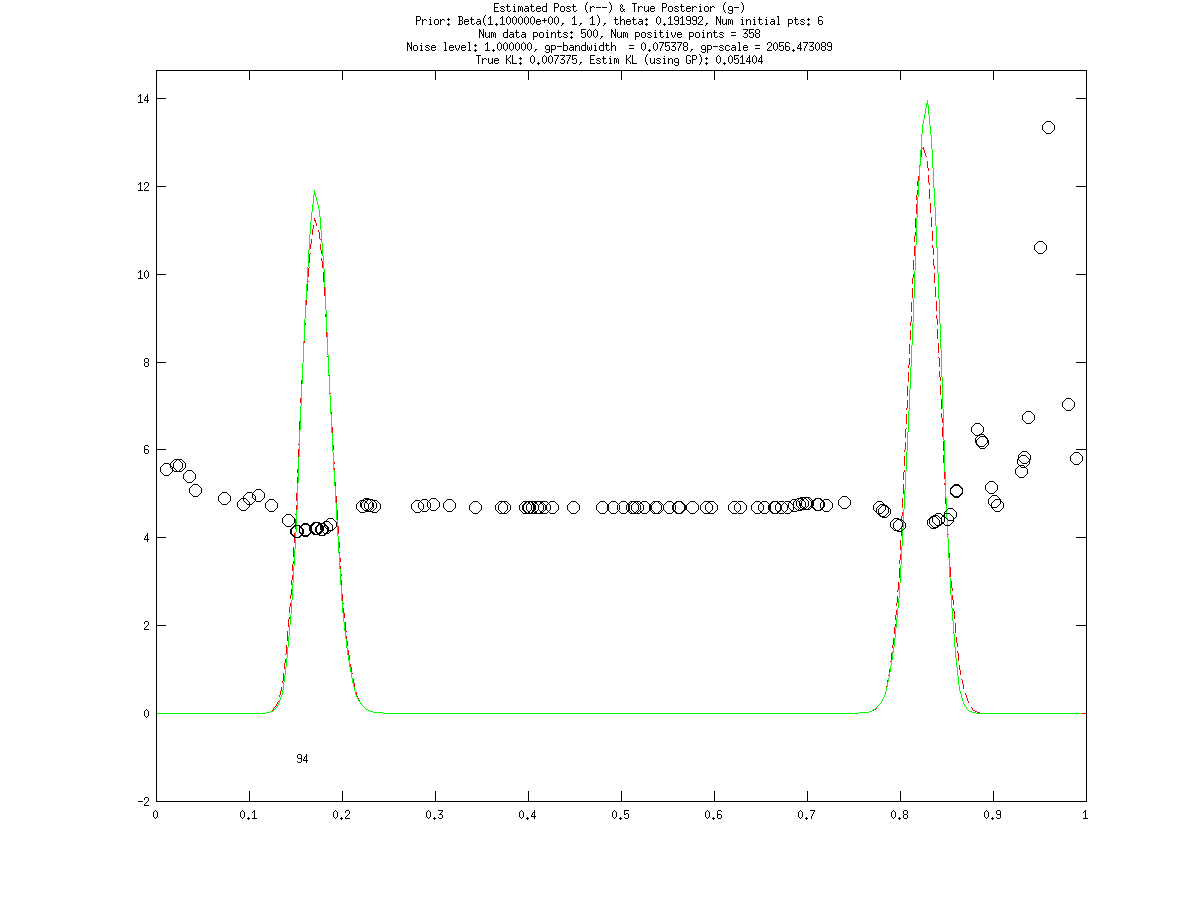 Estimated Post (r--) & True Posterior (g-)
Prior: Beta(1.100000e+00, 1, 1), theta: 0.191992, Num initial pts: 6
Num data points: 500, Num positive points = 358
Noise level: 1.000000, gp-bandwidth  = 0.075378, gp-scale = 2056.473089
True KL: 0.007375, Estim KL (using GP): 0.051404
14
12
10
8
6
4
2
0
94
-2
0 0.1 0.2 0.3 0.4 0.5 0.6 0.7 0.8 0.9 1